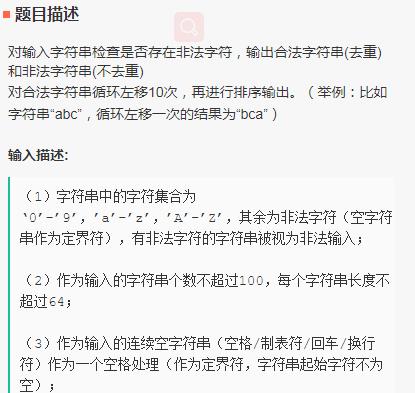 题目描述
对输入字符串检查是否存在非法字符，输出合法字符串(去重)
和非法字符串(不去重)
对合法字符串循环左移10次，再进行排序输出。（举例：比如
字符串“abc”，循环左移一次的结果为“bca”）
输入描述:
（1）字符串中的字符集合为
‘0’-’9’，’a’-’z’，’A’-’Z’，其余为非法字符（空字符
串作为定界符），有非法字符的字符串被视为非法输入；
（2）作为输入的字符串个数不超过100，每个字符串长度不
超过64；
（3）作为输入的连续空字符串（空格/制表符/回车/换行
符）作为一个空格处理（作为定界符，字符串起始字符不为
空）；